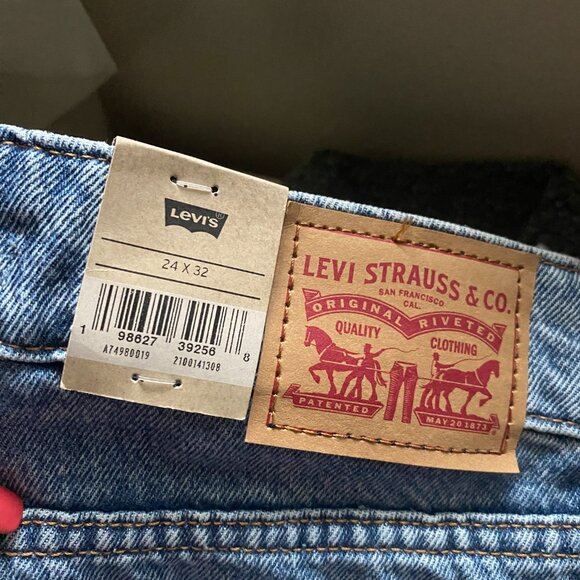 LEVI'S
24 X 32
1 98627 39256 8
A74980019 2100141308
LEVI STRAUSS & CO.
SAN FRANCISCO
CAL.
ORIGINAL RIVETED
QUALITY CLOTHING
PATENTED MAY 20 1873